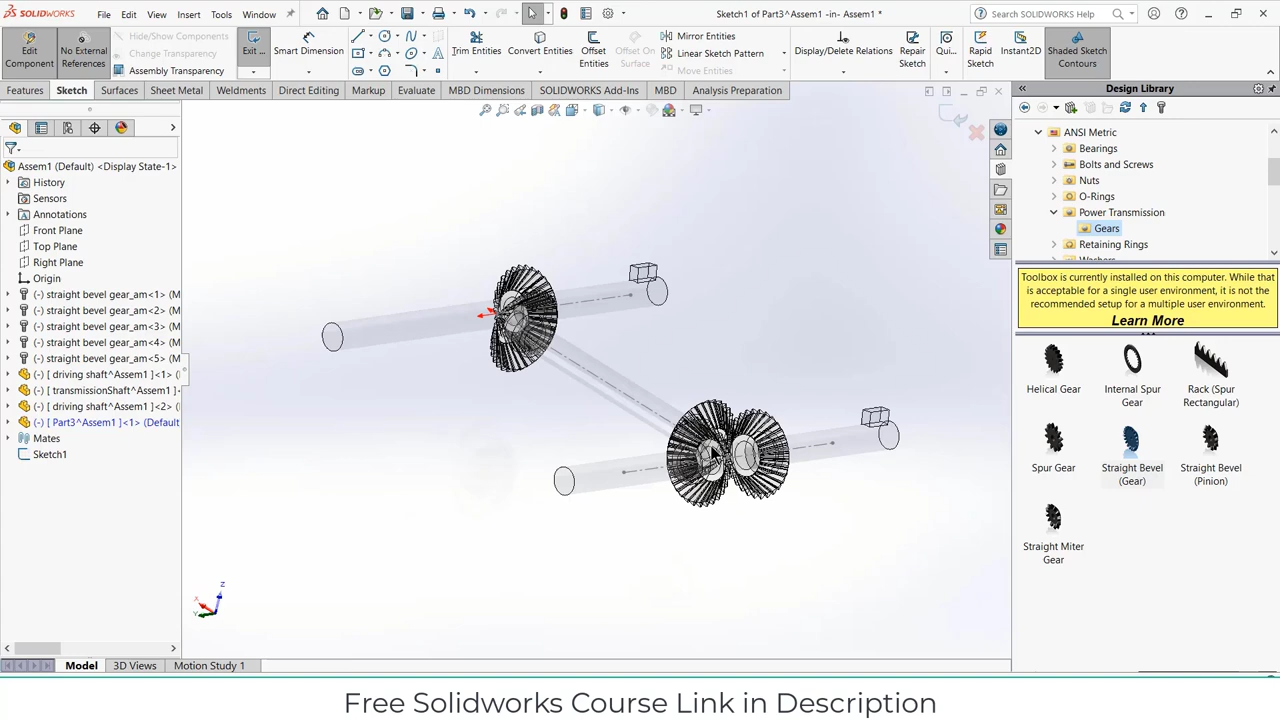 SOLIDWORKS
File Edit View Insert Tools Window
Sketch1 of Part3^Assem1 -in- Assem1 *
Search SOLIDWORKS Help
Edit Component
No External References
Hide/Show Components
Change Transparency
Assembly Transparency
Exit ...
Smart Dimension
Trim Entities
Convert Entities
Offset Entities
Offset On Surface
Mirror Entities
Linear Sketch Pattern
Move Entities
Display/Delete Relations
Repair Sketch
Qui...
Rapid Sketch
Instant2D
Shaded Sketch Contours
Features Sketch Surfaces Sheet Metal Weldments Direct Editing Markup Evaluate MBD Dimensions SOLIDWORKS Add-Ins MBD Analysis Preparation
Assem1 (Default) <Display State-1>
History
Sensors
Annotations
Front Plane
Top Plane
Right Plane
Origin
(-) straight bevel gear_am<1> (M
(-) straight bevel gear_am<2> (M
(-) straight bevel gear_am<3> (M
(-) straight bevel gear_am<4> (M
(-) straight bevel gear_am<5> (M
(-) [ driving shaft^Assem1 ]<1> (
(-) [ transmissionShaft^Assem1 ]<
(-) [ driving shaft^Assem1 ]<2> (
(-) [ Part3^Assem1 ]<1> (Default
Mates
Sketch1
Z
X
Y
Model 3D Views Motion Study 1
Design Library
ANSI Metric
Bearings
Bolts and Screws
Nuts
O-Rings
Power Transmission
Gears
Retaining Rings
Toolbox is currently installed on this computer. While that
is acceptable for a single user environment, it is not the
recommended setup for a multiple user environment.
Learn More
Helical Gear
Internal Spur Gear
Rack (Spur Rectangular)
Spur Gear
Straight Bevel (Gear)
Straight Bevel (Pinion)
Straight Miter Gear
Free Solidworks Course Link in Description